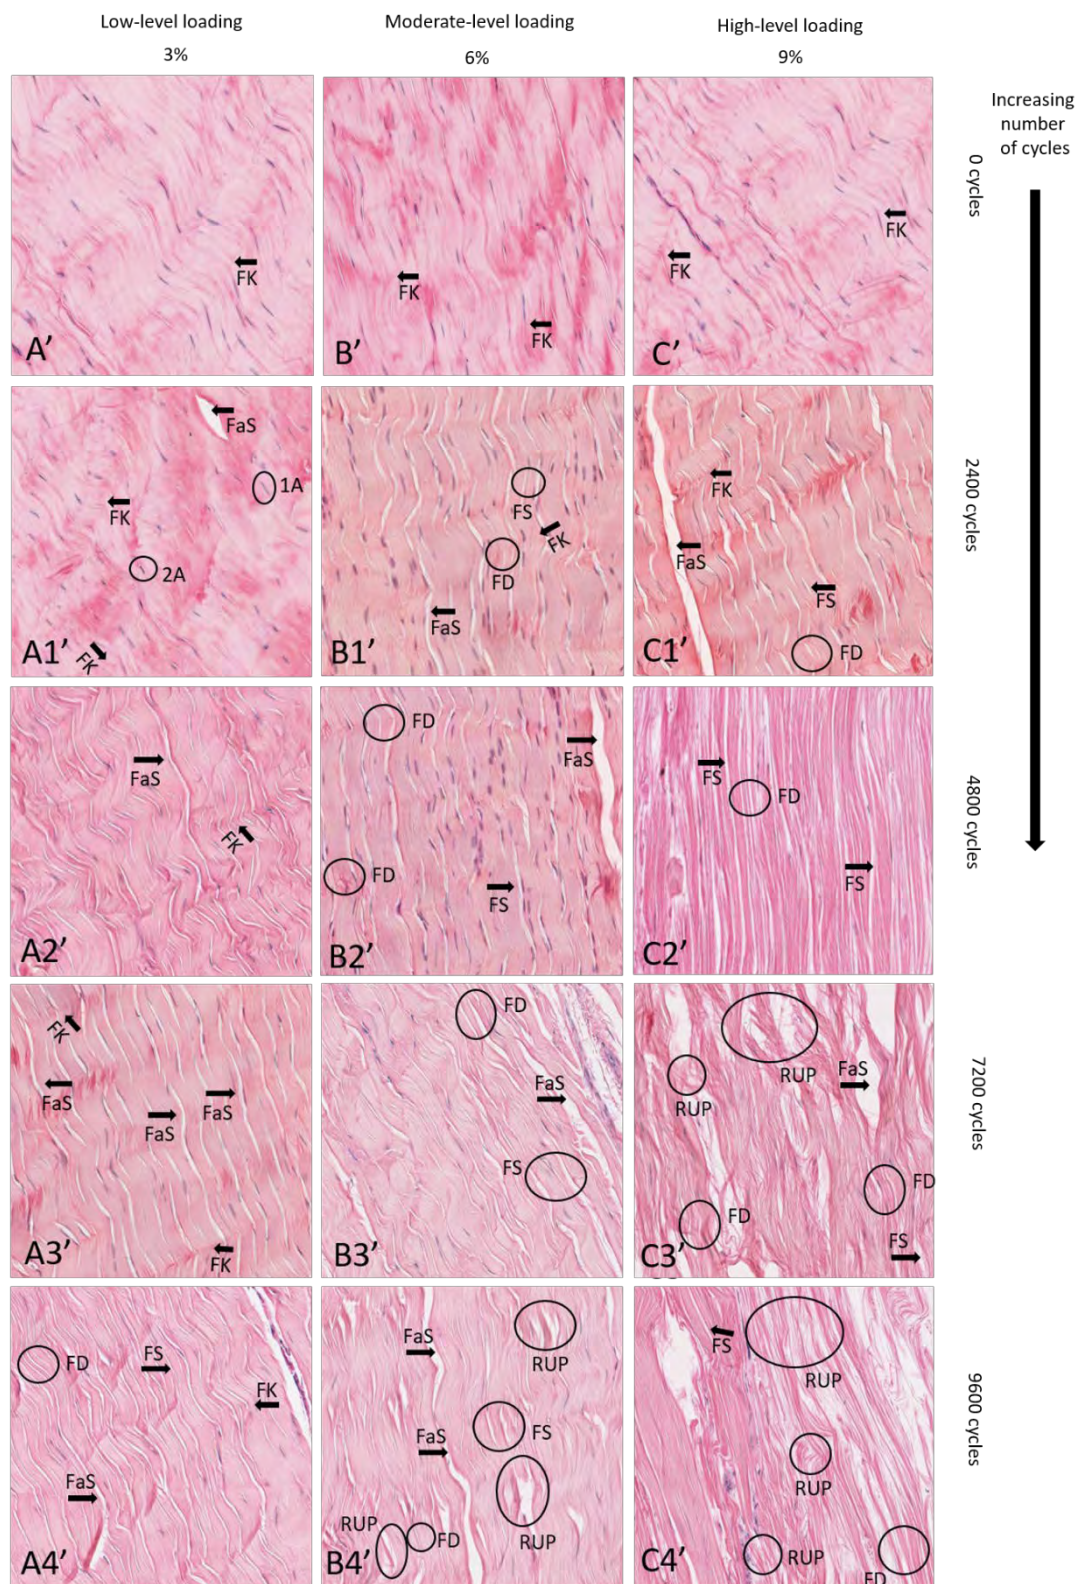 Low-level loading
3%
Moderate-level loading
6%
High-level loading
9%
Increasing
number
of cycles
0 cycles
FK
A'
FK
FK
B'
FK
FK
C'
2400 cycles
FaS
1A
FK
2A
FK
A1'
FS
FK
FD
FaS
B1'
FK
FaS
FS
FD
C1'
4800 cycles
FaS
FK
A2'
FD
FaS
FD
FS
B2'
FS
FD
FS
C2'
7200 cycles
FK
FaS
FaS
FaS
FK
A3'
FD
FaS
FS
B3'
RUP
FaS
RUP
FD
FD
FS
C3'
9600 cycles
FD
FS
FK
FaS
A4'
FaS
RUP
FS
FaS
RUP
RUP
FD
B4'
FS
RUP
RUP
RUP
FD
C4'